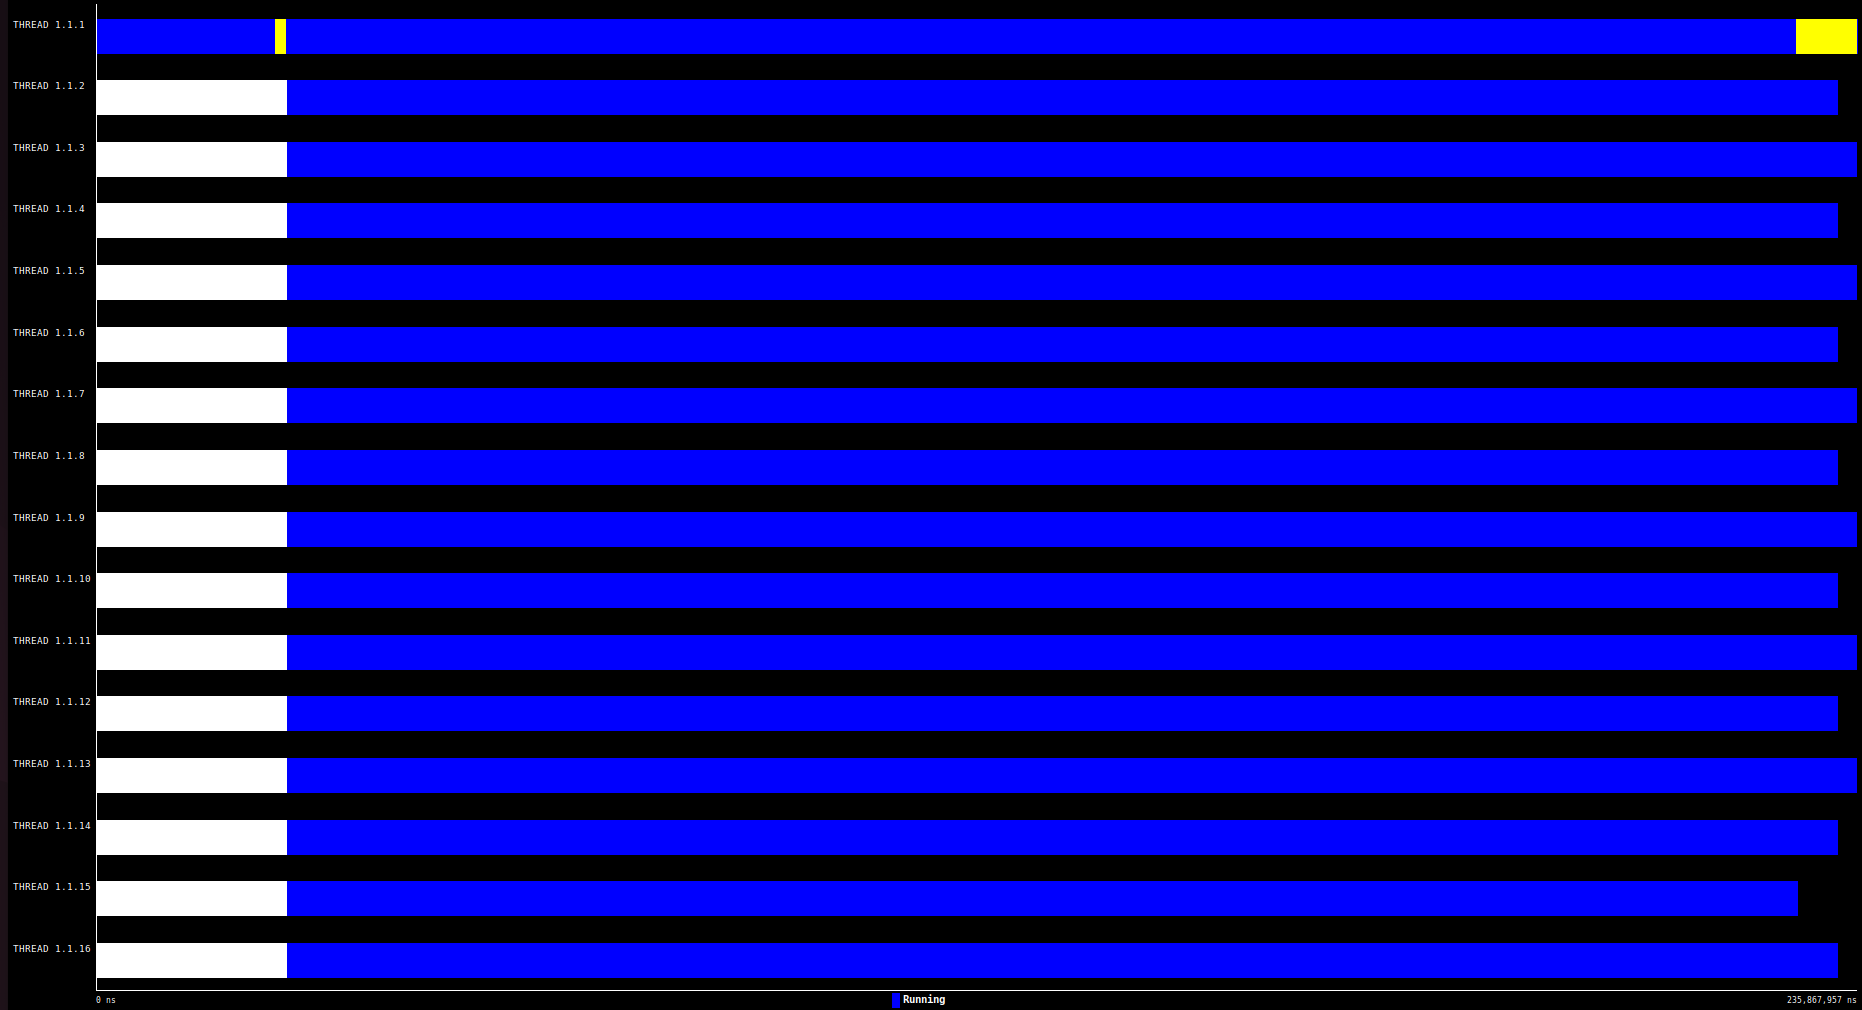 THREAD 1.1.1
THREAD 1.1.2
THREAD 1.1.3
THREAD 1.1.4
THREAD 1.1.5
THREAD 1.1.6
THREAD 1.1.7
THREAD 1.1.8
THREAD 1.1.9
THREAD 1.1.10
THREAD 1.1.11
THREAD 1.1.12
THREAD 1.1.13
THREAD 1.1.14
THREAD 1.1.15
THREAD 1.1.16
0 ns Running 235,867,957 ns